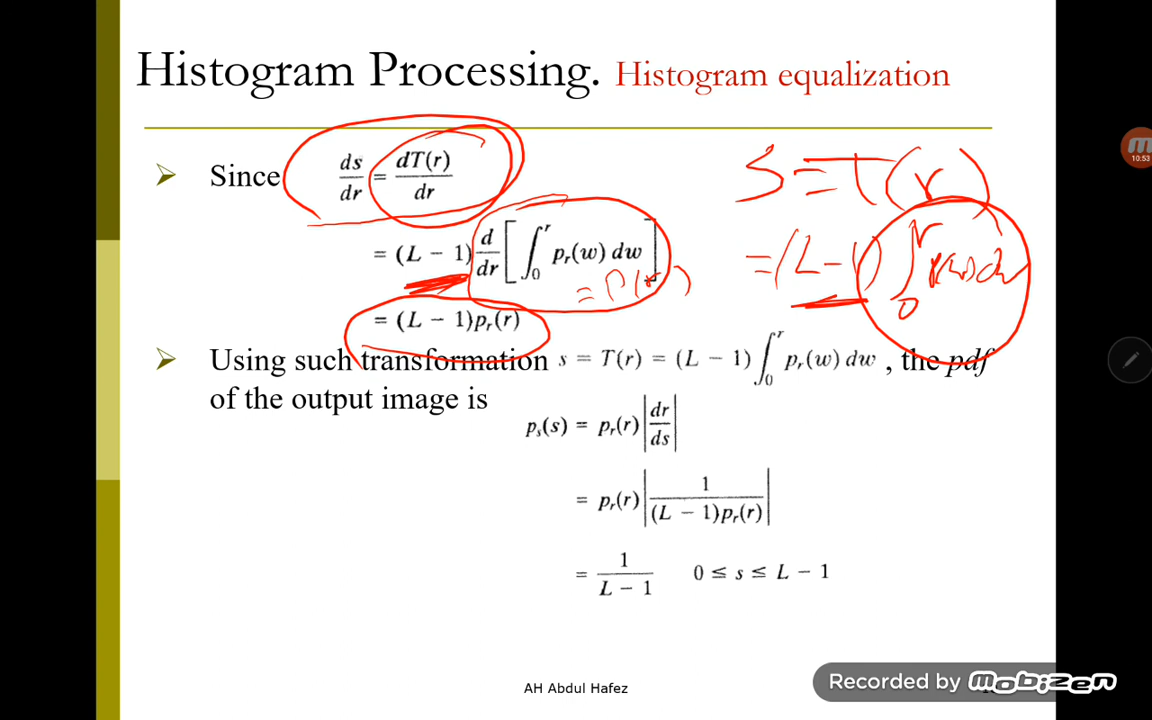 Histogram Processing. Histogram equalization
10:53
➢ Since ds/dr = dT(r)/dr
S = T(r)
= (L − 1) d/dr [ ∫₀ʳ pᵣ(w) dw ]
= P(r)
= (L-1) ∫₀ʳ
= (L − 1)pᵣ(r)
➢ Using such transformation s = T(r) = (L − 1) ∫₀ʳ pᵣ(w) dw , the pdf
of the output image is
pₛ(s) = pᵣ(r) |dr/ds|
= pᵣ(r) |1/((L − 1)pᵣ(r))|
= 1/(L − 1) 0 ≤ s ≤ L − 1
AH Abdul Hafez
Recorded by mobizen